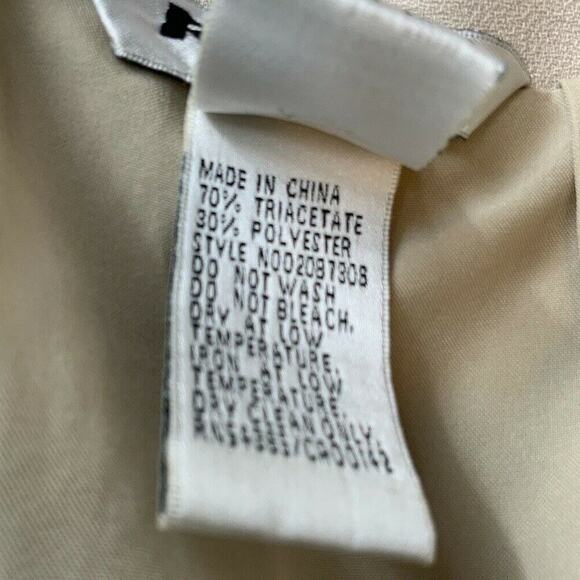 MADE IN CHINA
70% TRIACETATE
30% POLYESTER
STYLE N002087308
DO NOT WASH
DO NOT BLEACH.
DRY AT LOW
TEMPERATURE.
IRON AT LOW
TEMPERATURE.
DRY CLEAN ONLY.